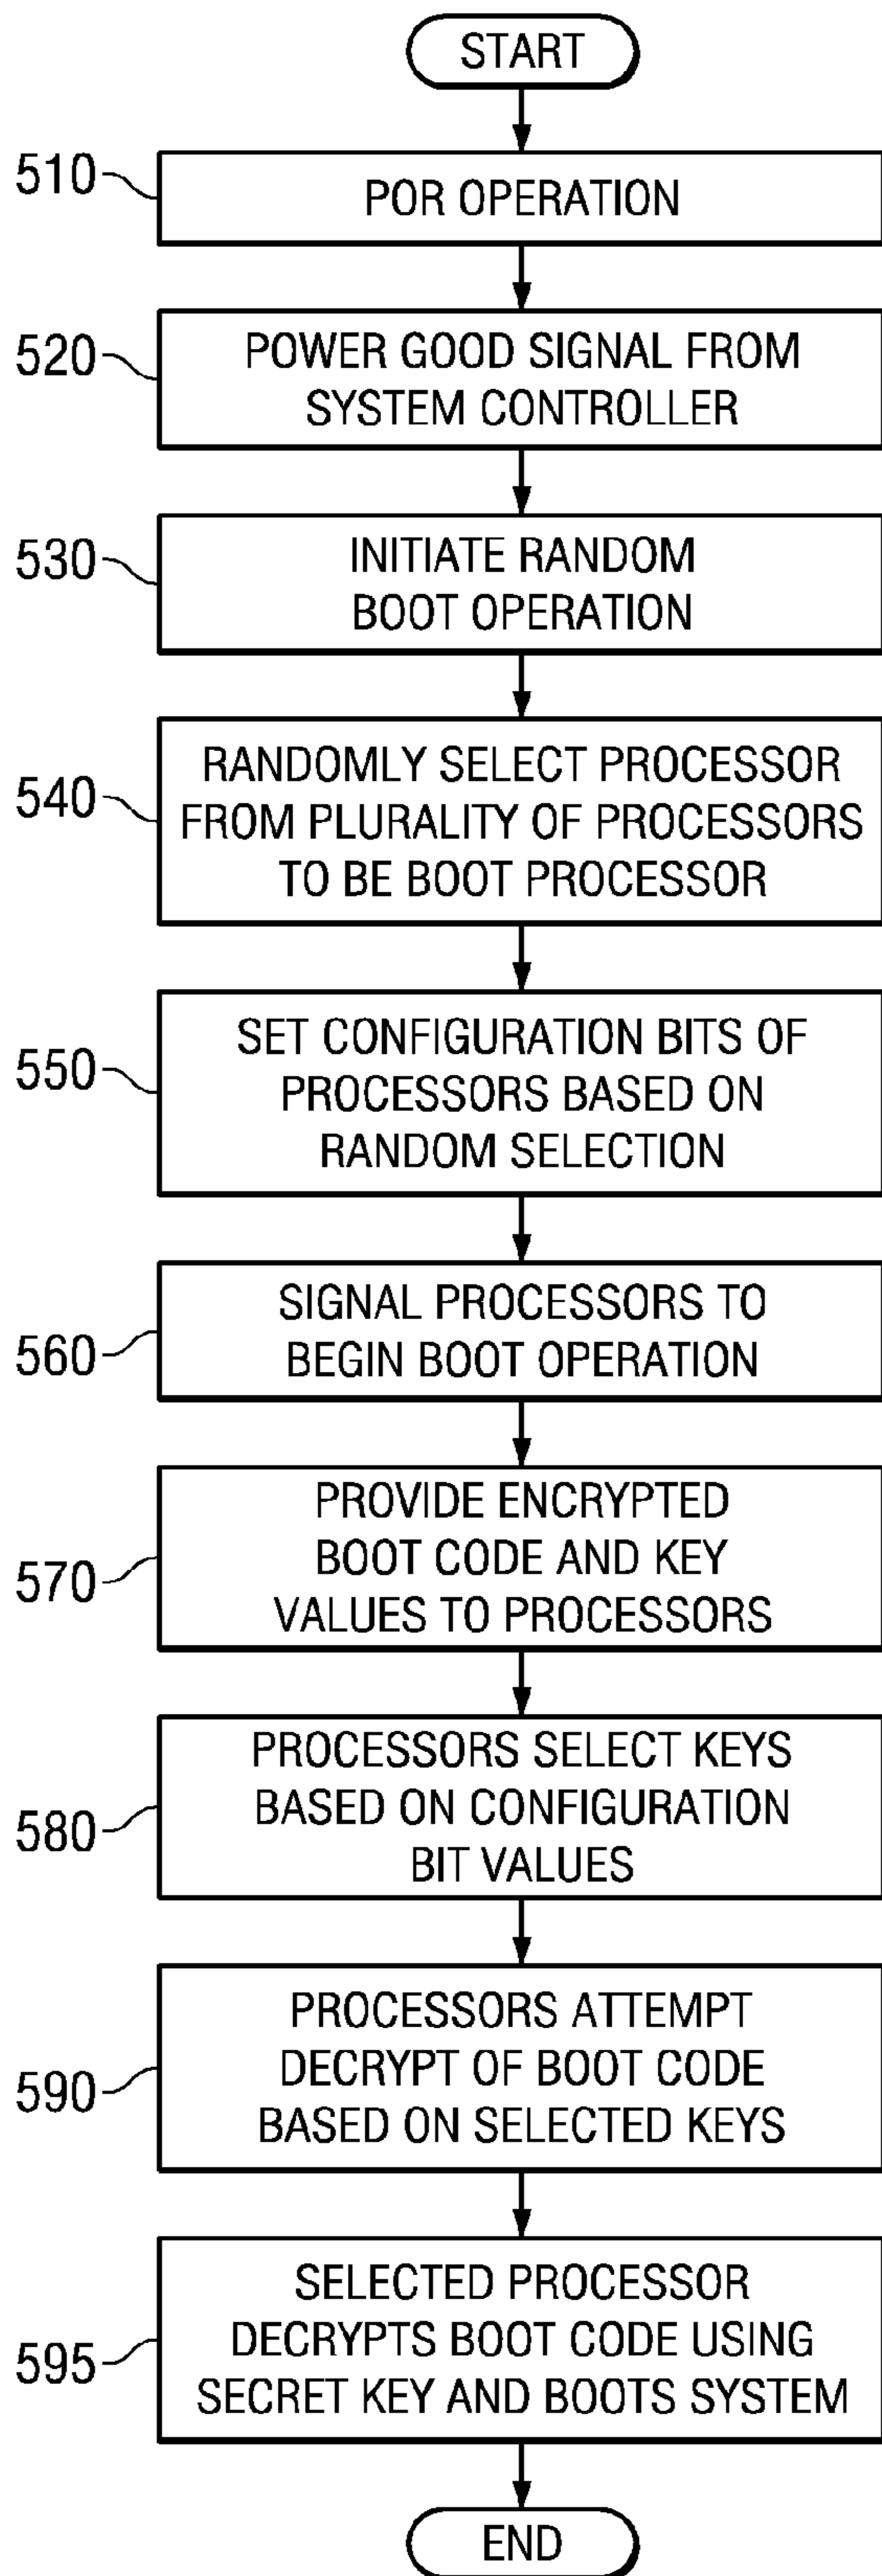 START
510
POR OPERATION
520
POWER GOOD SIGNAL FROM
SYSTEM CONTROLLER
530
INITIATE RANDOM
BOOT OPERATION
540
RANDOMLY SELECT PROCESSOR
FROM PLURALITY OF PROCESSORS
TO BE BOOT PROCESSOR
550
SET CONFIGURATION BITS OF
PROCESSORS BASED ON
RANDOM SELECTION
560
SIGNAL PROCESSORS TO
BEGIN BOOT OPERATION
570
PROVIDE ENCRYPTED
BOOT CODE AND KEY
VALUES TO PROCESSORS
580
PROCESSORS SELECT KEYS
BASED ON CONFIGURATION
BIT VALUES
590
PROCESSORS ATTEMPT
DECRYPT OF BOOT CODE
BASED ON SELECTED KEYS
595
SELECTED PROCESSOR
DECRYPTS BOOT CODE USING
SECRET KEY AND BOOTS SYSTEM
END